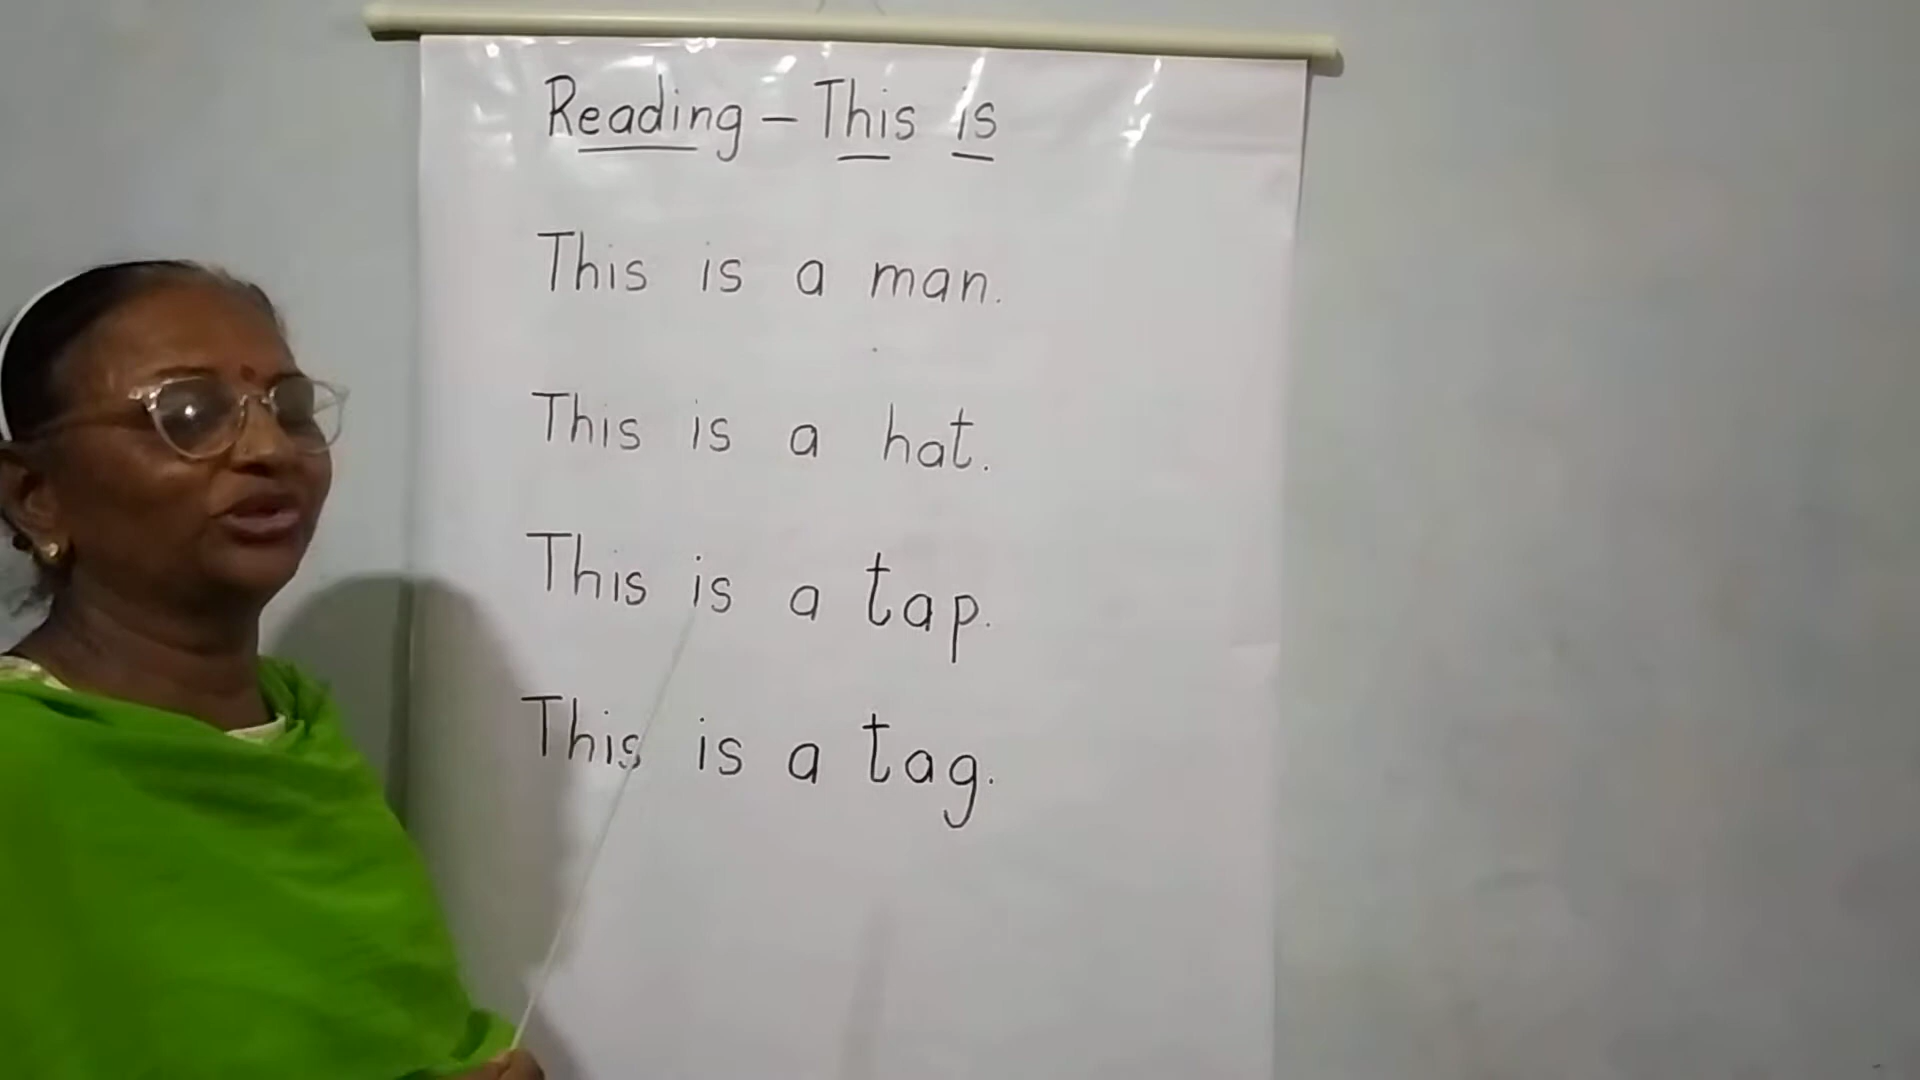 Reading - This is
This is a man.
This is a hat.
This is a tap.
This is a tag.